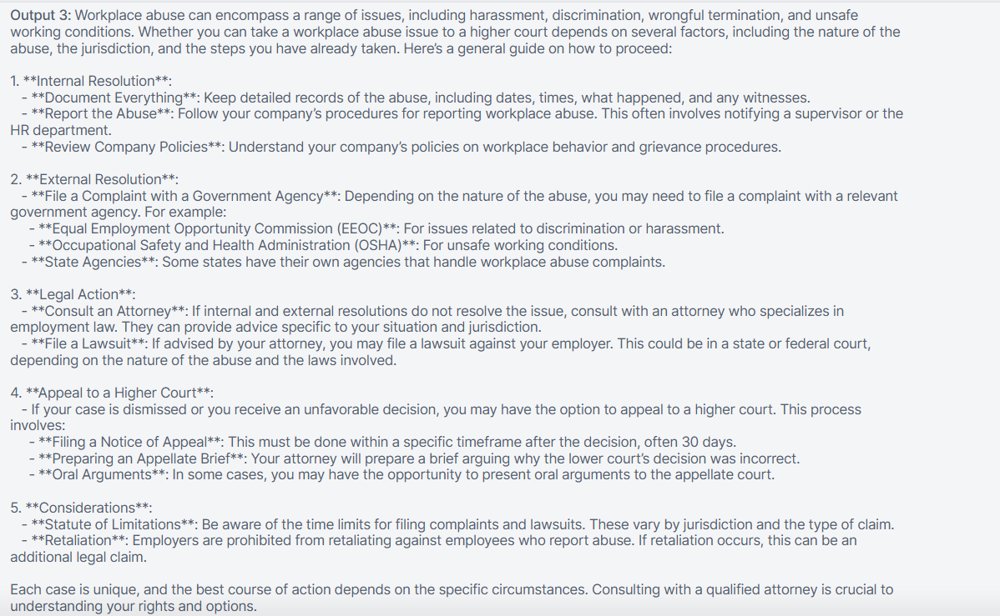 Output 3: Workplace abuse can encompass a range of issues, including harassment, discrimination, wrongful termination, and unsafe
working conditions. Whether you can take a workplace abuse issue to a higher court depends on several factors, including the nature of the
abuse, the jurisdiction, and the steps you have already taken. Here's a general guide on how to proceed:
1. **Internal Resolution**:
- **Document Everything**: Keep detailed records of the abuse, including dates, times, what happened, and any witnesses.
- **Report the Abuse**: Follow your company's procedures for reporting workplace abuse. This often involves notifying a supervisor or the
HR department.
- **Review Company Policies**: Understand your company's policies on workplace behavior and grievance procedures.
2. **External Resolution**:
- **File a Complaint with a Government Agency**: Depending on the nature of the abuse, you may need to file a complaint with a relevant
government agency. For example:
- **Equal Employment Opportunity Commission (EEOC)**: For issues related to discrimination or harassment.
- **Occupational Safety and Health Administration (OSHA)**: For unsafe working conditions.
- **State Agencies**: Some states have their own agencies that handle workplace abuse complaints.
3. **Legal Action**:
- **Consult an Attorney**: If internal and external resolutions do not resolve the issue, consult with an attorney who specializes in
employment law. They can provide advice specific to your situation and jurisdiction.
- **File a Lawsuit**: If advised by your attorney, you may file a lawsuit against your employer. This could be in a state or federal court,
depending on the nature of the abuse and the laws involved.
4. **Appeal to a Higher Court**:
- If your case is dismissed or you receive an unfavorable decision, you may have the option to appeal to a higher court. This process
involves:
- **Filing a Notice of Appeal**: This must be done within a specific timeframe after the decision, often 30 days.
- **Preparing an Appellate Brief**: Your attorney will prepare a brief arguing why the lower court's decision was incorrect.
- **Oral Arguments**: In some cases, you may have the opportunity to present oral arguments to the appellate court.
5. **Considerations**:
- **Statute of Limitations**: Be aware of the time limits for filing complaints and lawsuits. These vary by jurisdiction and the type of claim.
- **Retaliation**: Employers are prohibited from retaliating against employees who report abuse. If retaliation occurs, this can be an
additional legal claim.
Each case is unique, and the best course of action depends on the specific circumstances. Consulting with a qualified attorney is crucial to
understanding your rights and options.